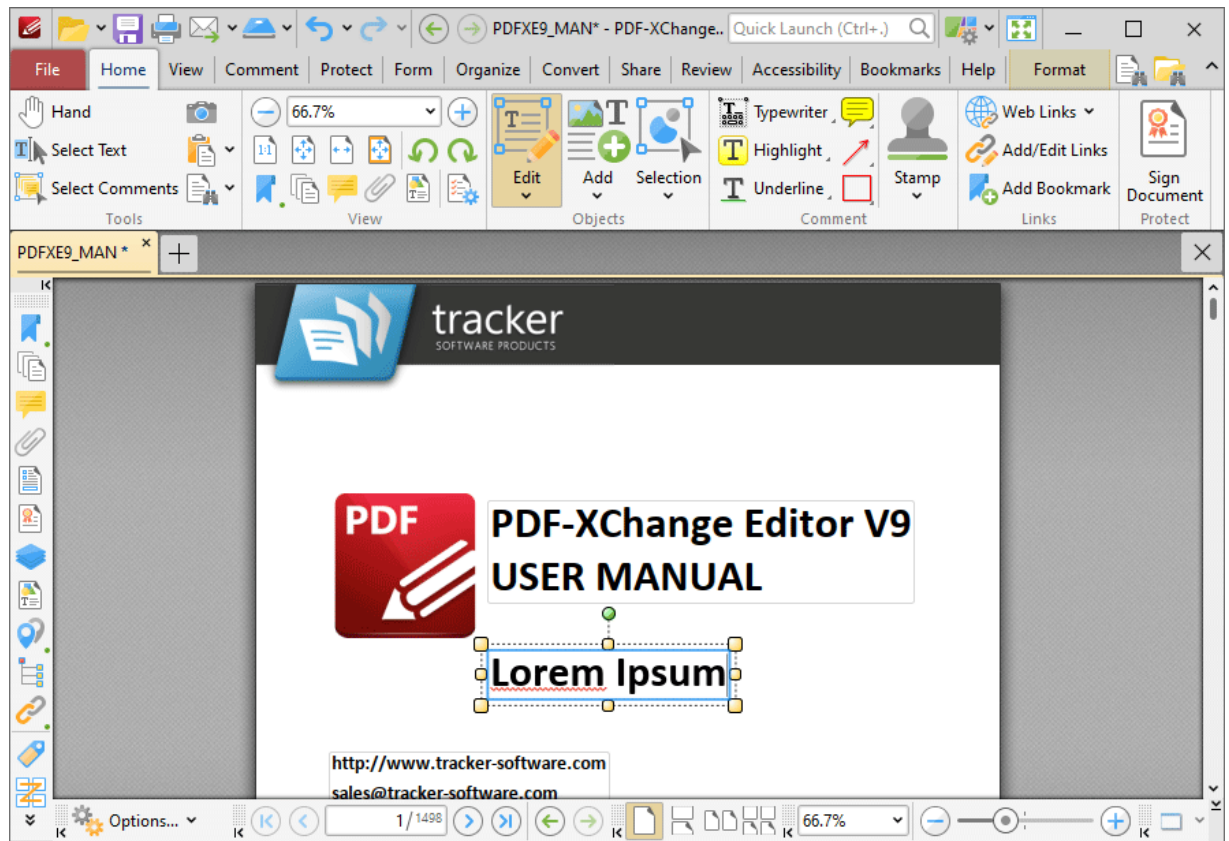 PDFXE9_MAN* - PDF-XChange.. Quick Launch (Ctrl+.)
File Home View Comment Protect Form Organize Convert Share Review Accessibility Bookmarks Help Format
Hand 66.7% Typewriter Web Links
Select Text 1:1 Highlight Add/Edit Links
Select Comments Edit Add Selection Underline Stamp Add Bookmark Sign Document
Tools View Objects Comment Links Protect
PDFXE9_MAN *
tracker
SOFTWARE PRODUCTS
PDF
PDF-XChange Editor V9
USER MANUAL
Lorem Ipsum
http://www.tracker-software.com
sales@tracker-software.com
Options... 1/1498 66.7%